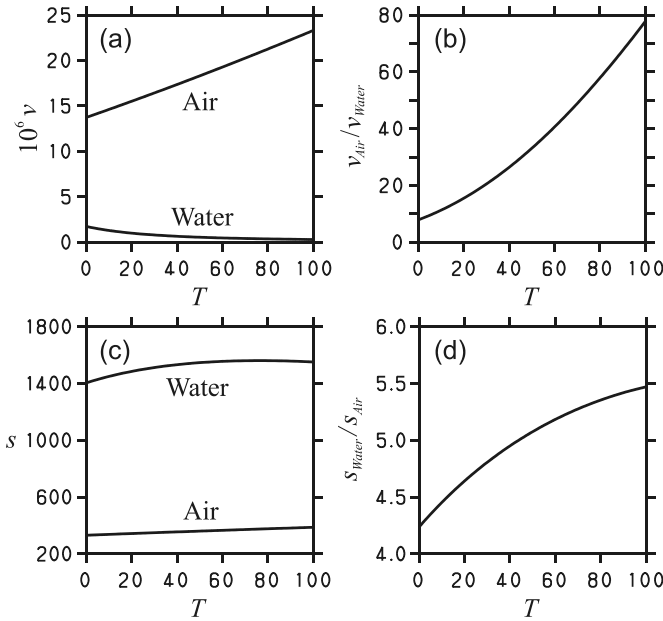 (a)
25
20
15
10
5
0
10⁶ ν
Air
Water
0 20 40 60 80 100
T
(b)
80
60
40
20
0
ν_Air/ν_Water
0 20 40 60 80 100
T
(c)
1800
1400
1000
600
200
s
Water
Air
0 20 40 60 80 100
T
(d)
6.0
5.5
5.0
4.5
4.0
s_Water/s_Air
0 20 40 60 80 100
T